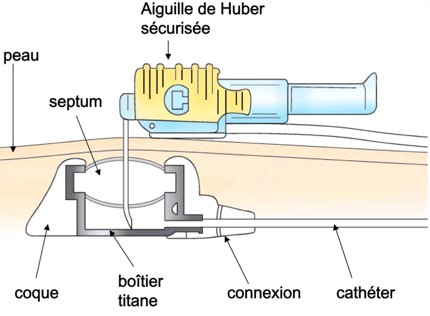 Aiguille de Huber
sécurisée
peau
septum
coque
boîtier
titane
connexion
cathéter